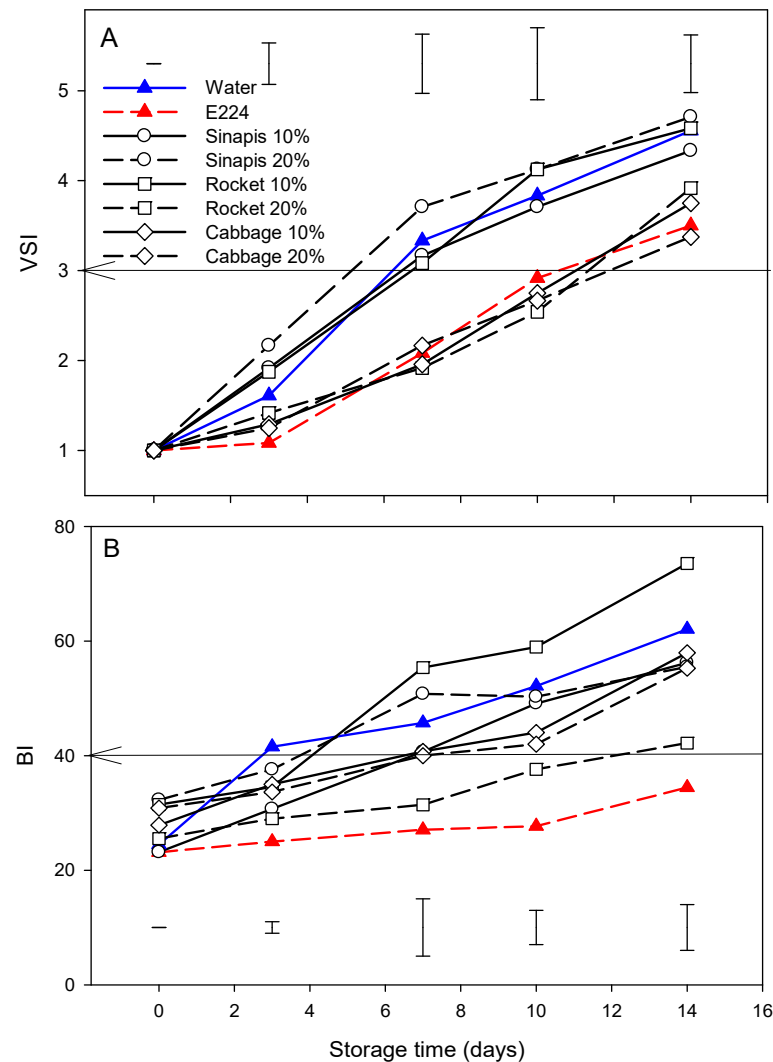 A
5
Water
E224
Sinapis 10%
Sinapis 20%
4
Rocket 10%
Rocket 20%
Cabbage 10%
Cabbage 20%
VSI
3
2
1
80
B
60
BI
40
20
0
0 2 4 6 8 10 12 14 16
Storage time (days)